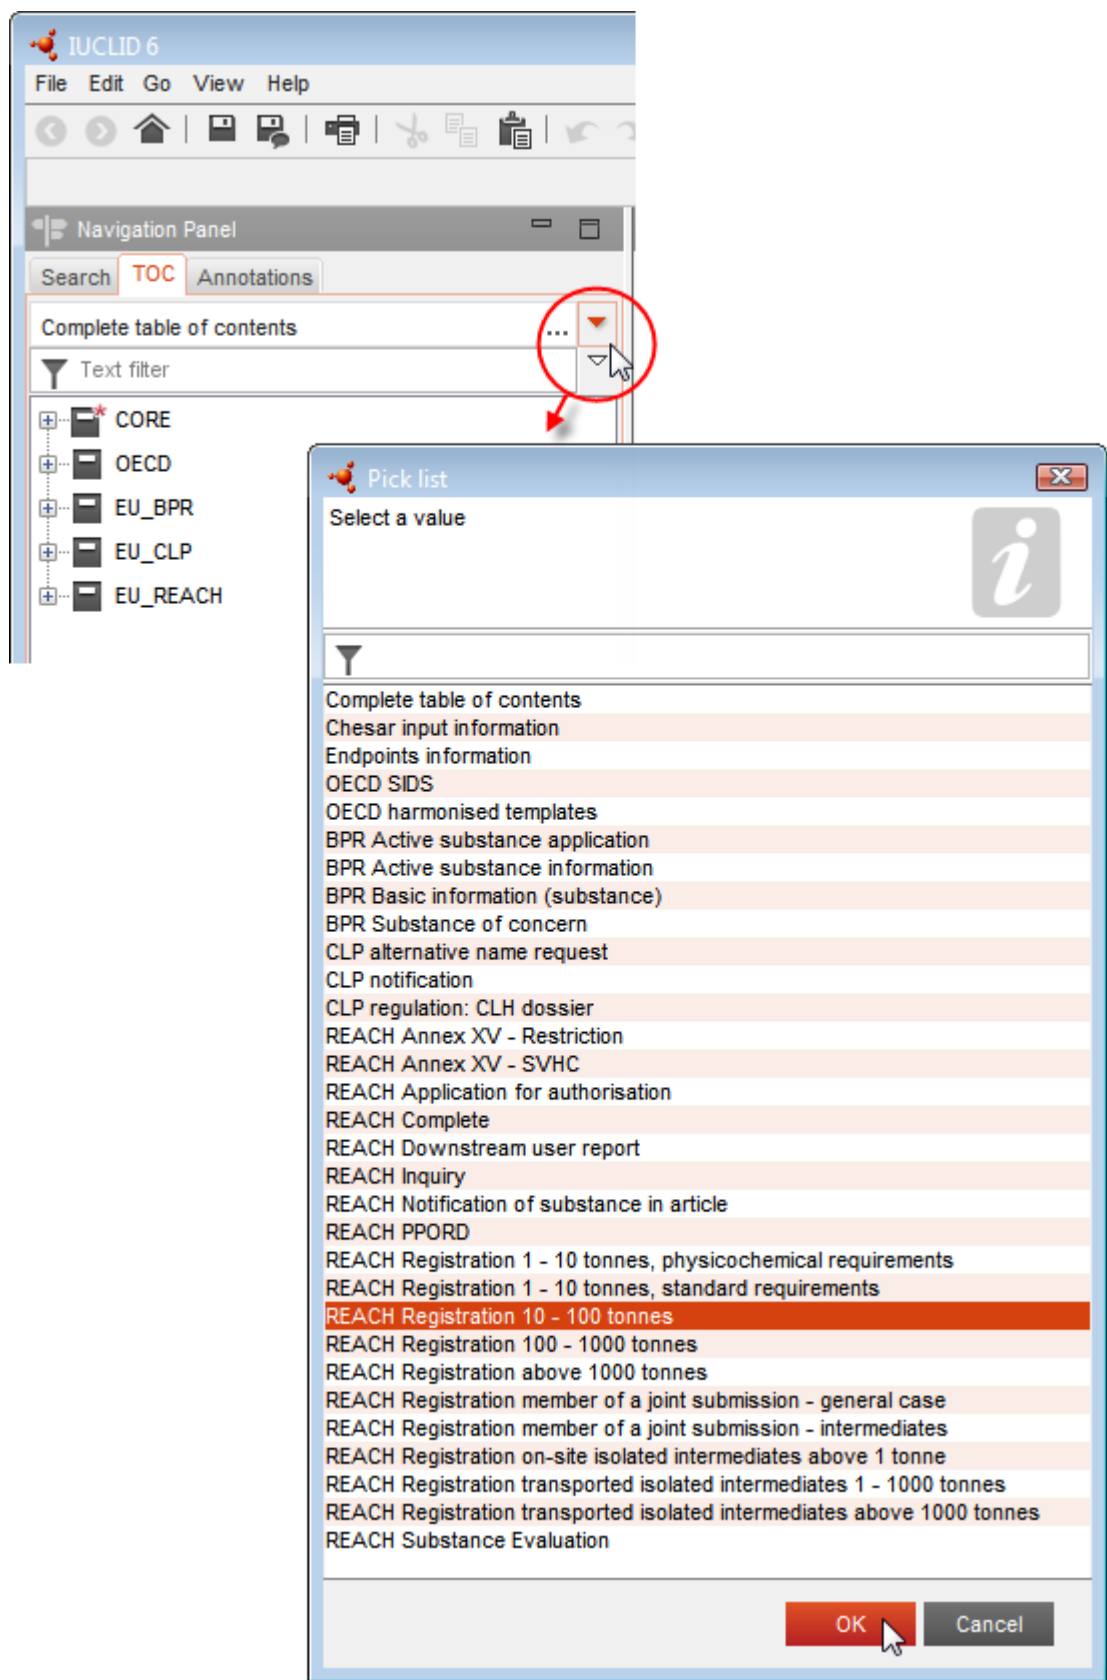 IUCLID 6
File Edit Go View Help
Navigation Panel
Search TOC Annotations
Complete table of contents ...
Text filter
CORE
OECD
EU_BPR
EU_CLP
EU_REACH
Pick list
Select a value
i
Complete table of contents
Chesar input information
Endpoints information
OECD SIDS
OECD harmonised templates
BPR Active substance application
BPR Active substance information
BPR Basic information (substance)
BPR Substance of concern
CLP alternative name request
CLP notification
CLP regulation: CLH dossier
REACH Annex XV - Restriction
REACH Annex XV - SVHC
REACH Application for authorisation
REACH Complete
REACH Downstream user report
REACH Inquiry
REACH Notification of substance in article
REACH PPORD
REACH Registration 1 - 10 tonnes, physicochemical requirements
REACH Registration 1 - 10 tonnes, standard requirements
REACH Registration 10 - 100 tonnes
REACH Registration 100 - 1000 tonnes
REACH Registration above 1000 tonnes
REACH Registration member of a joint submission - general case
REACH Registration member of a joint submission - intermediates
REACH Registration on-site isolated intermediates above 1 tonne
REACH Registration transported isolated intermediates 1 - 1000 tonnes
REACH Registration transported isolated intermediates above 1000 tonnes
REACH Substance Evaluation
OK Cancel